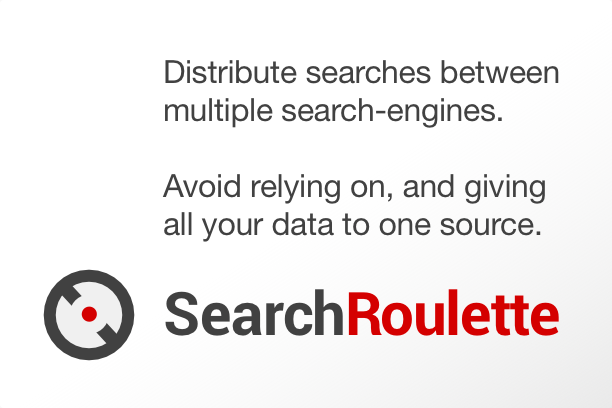 Distribute searches between
multiple search-engines.
Avoid relying on, and giving
all your data to one source.
SearchRoulette